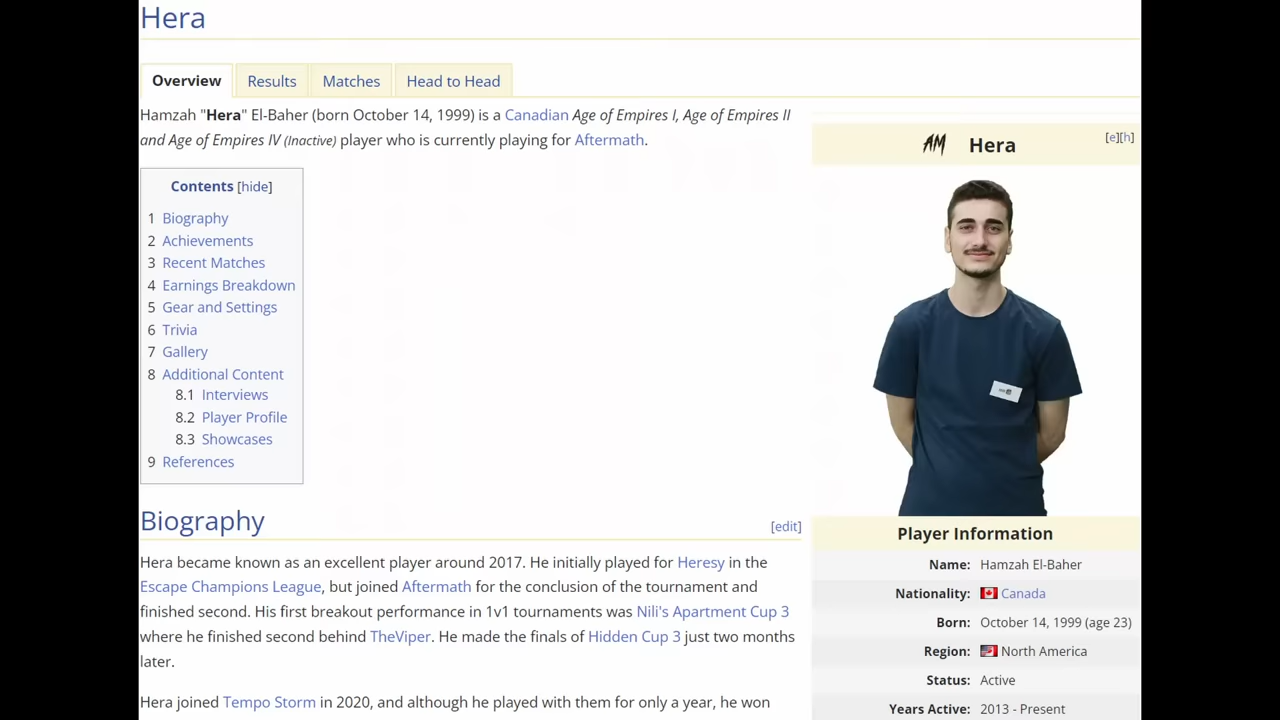 Hera
Overview
Results
Matches
Head to Head
Hamzah "Hera" El-Baher (born October 14, 1999) is a Canadian Age of Empires I, Age of Empires II
and Age of Empires IV (Inactive) player who is currently playing for Aftermath.
Contents [hide]
1 Biography
2 Achievements
3 Recent Matches
4 Earnings Breakdown
5 Gear and Settings
6 Trivia
7 Gallery
8 Additional Content
8.1 Interviews
8.2 Player Profile
8.3 Showcases
9 References
Biography [edit]
Hera became known as an excellent player around 2017. He initially played for Heresy in the
Escape Champions League, but joined Aftermath for the conclusion of the tournament and
finished second. His first breakout performance in 1v1 tournaments was Nili's Apartment Cup 3
where he finished second behind TheViper. He made the finals of Hidden Cup 3 just two months
later.
Hera joined Tempo Storm in 2020, and although he played with them for only a year, he won
AM Hera [e][h]
Player Information
Name: Hamzah El-Baher
Nationality: Canada
Born: October 14, 1999 (age 23)
Region: North America
Status: Active
Years Active: 2013 - Present